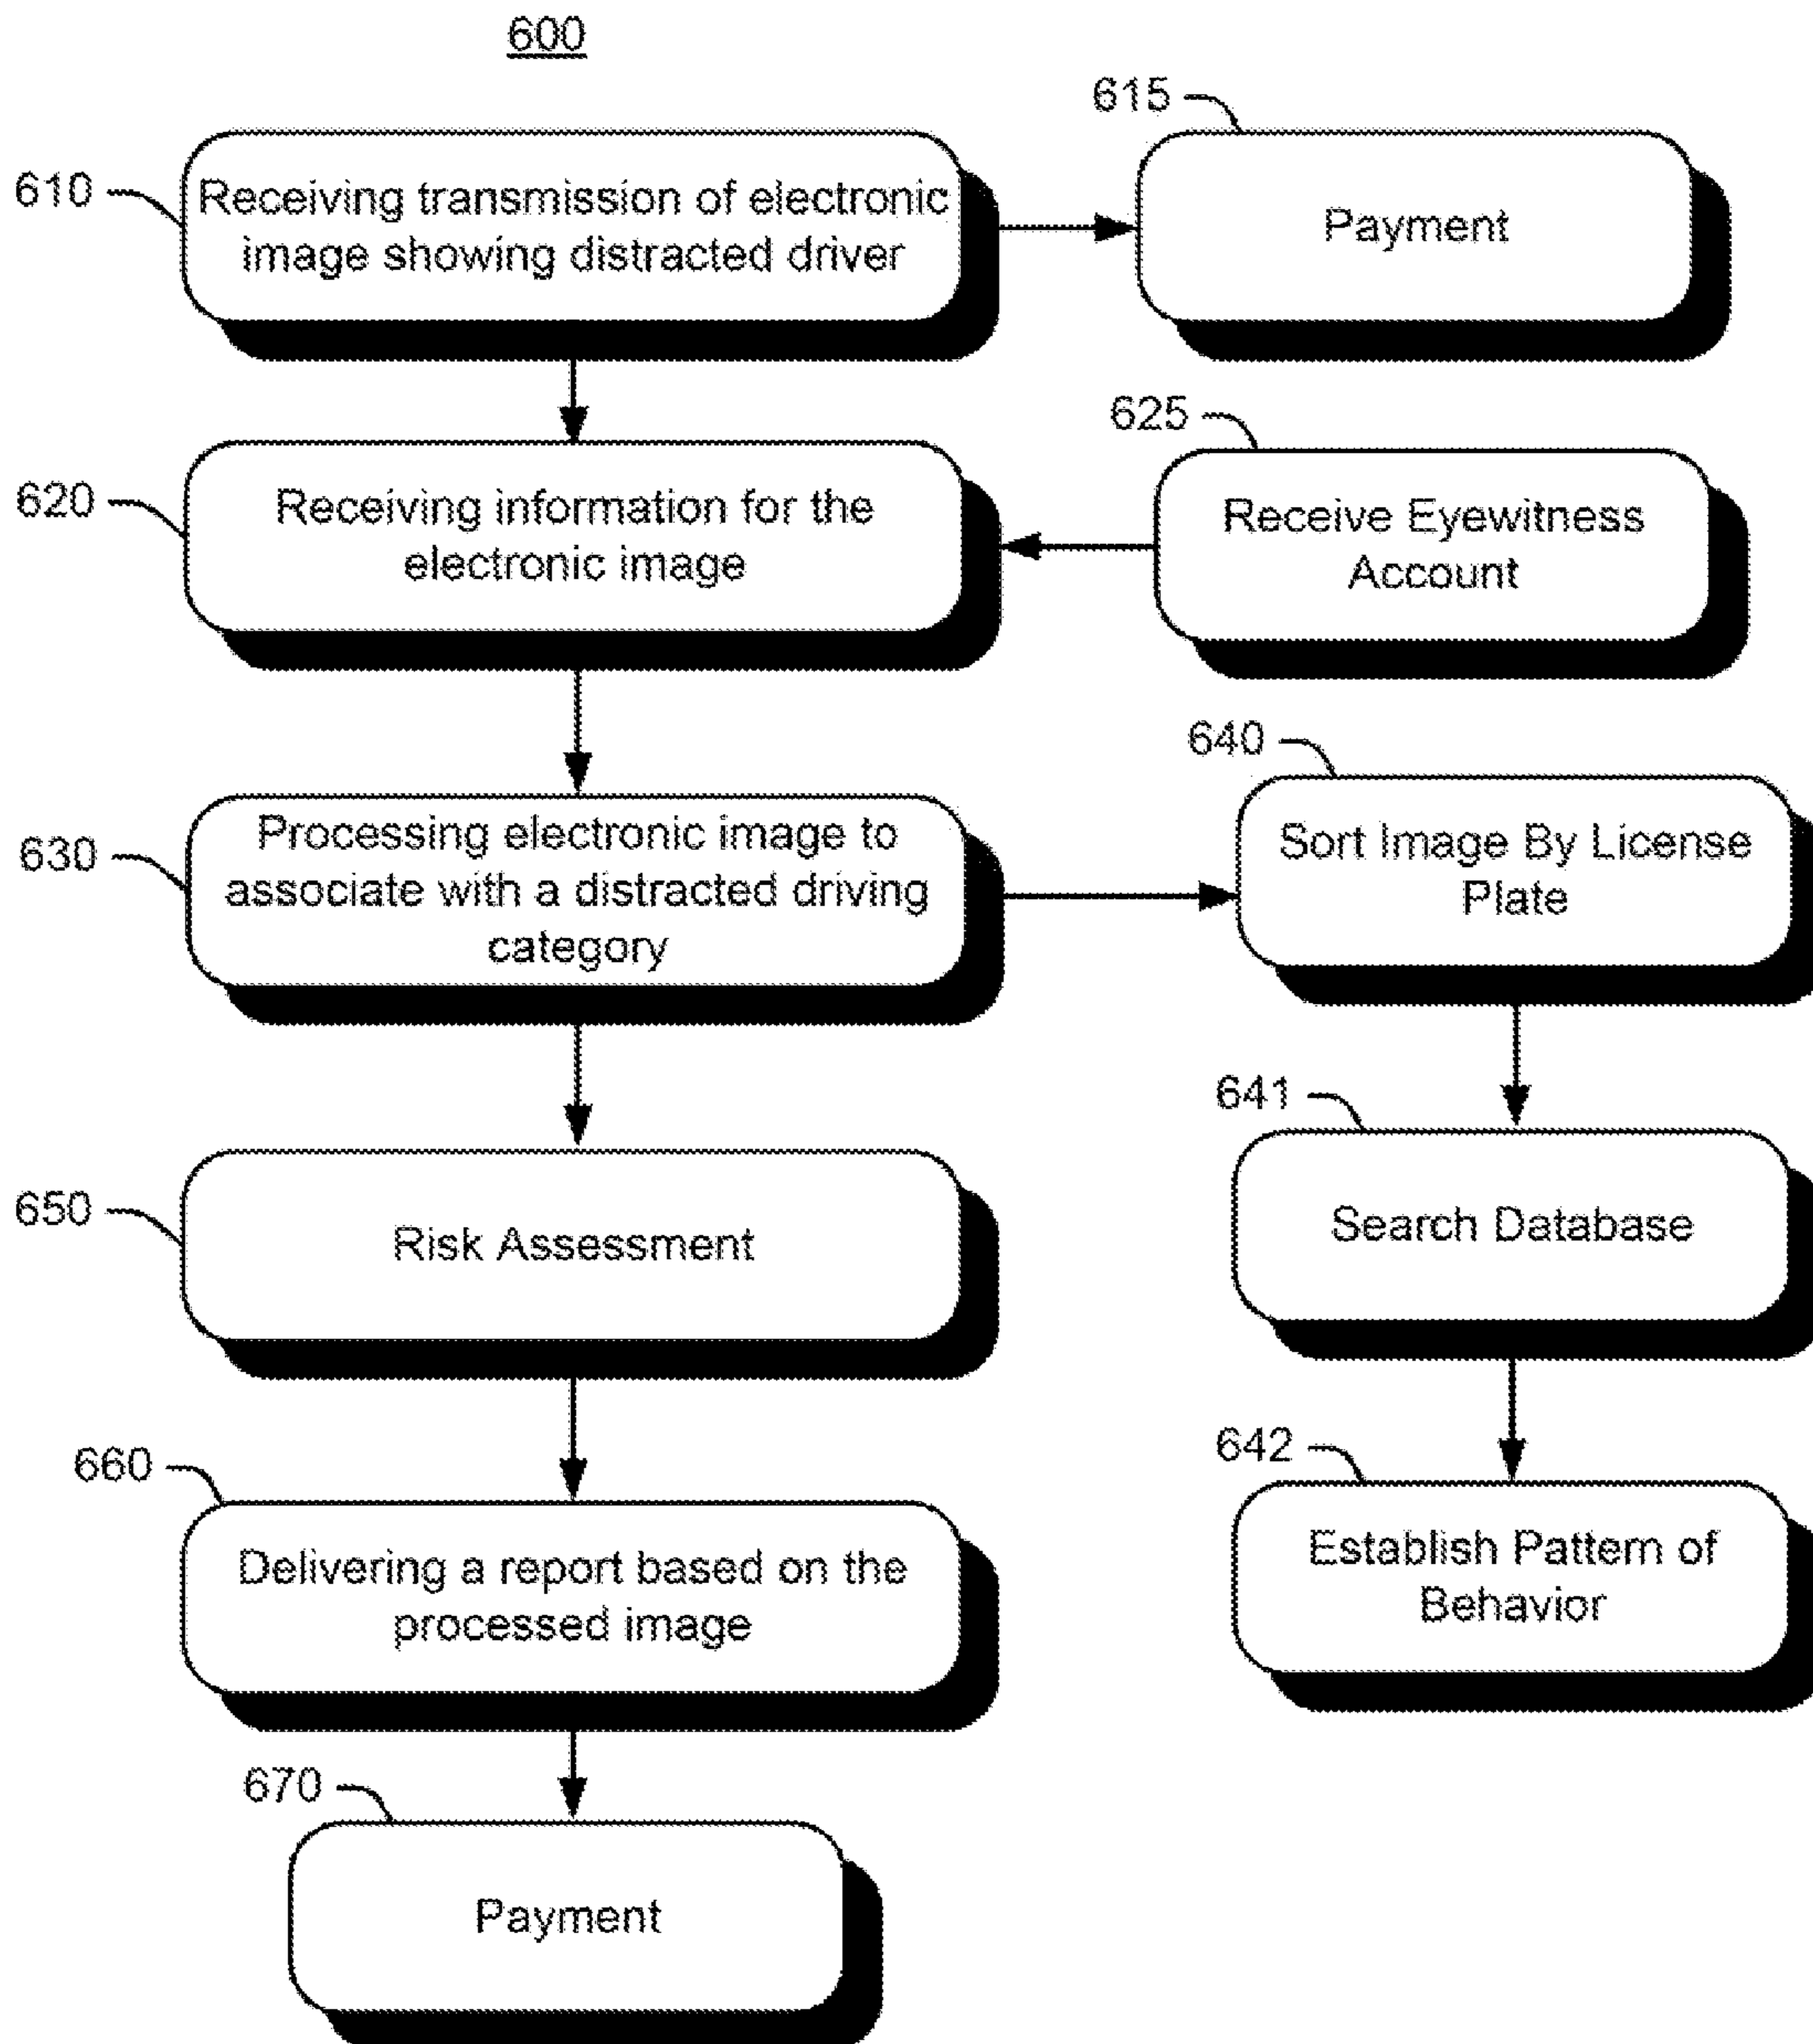 600
610
Receiving transmission of electronic
image showing distracted driver
615
Payment
620
Receiving information for the
electronic image
625
Receive Eyewitness
Account
630
Processing electronic image to
associate with a distracted driving
category
640
Sort Image By License
Plate
650
Risk Assessment
641
Search Database
660
Delivering a report based on the
processed image
642
Establish Pattern of
Behavior
670
Payment